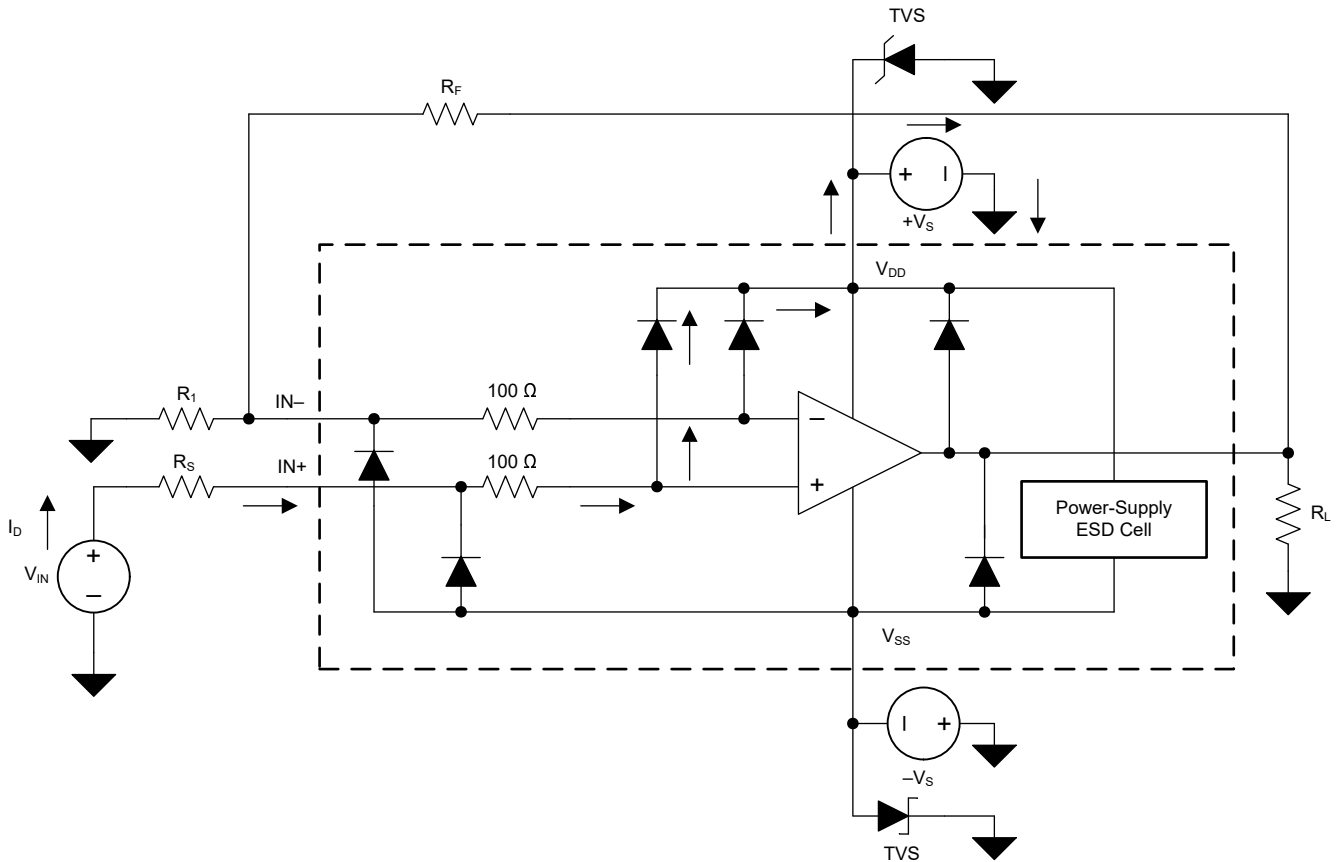 TVS
R_F
+ –
+V_S
V_DD
R_1
IN–
100 Ω
–
R_S
IN+
100 Ω
+
Power-Supply
ESD Cell
R_L
I_D
+
V_IN
–
V_SS
– +
–V_S
TVS